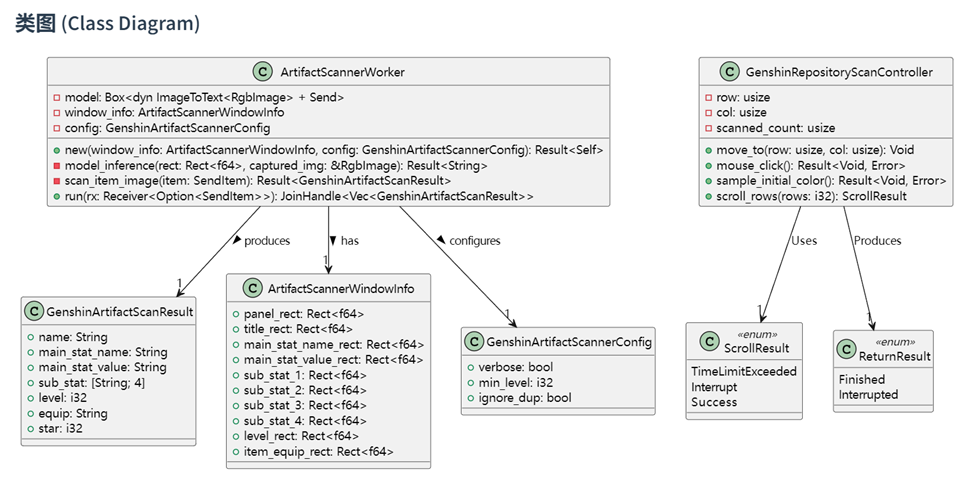 类图 (Class Diagram)
C ArtifactScannerWorker
model: Box<dyn ImageToText<RgbImage> + Send>
window_info: ArtifactScannerWindowInfo
config: GenshinArtifactScannerConfig
new(window_info: ArtifactScannerWindowInfo, config: GenshinArtifactScannerConfig): Result<Self>
model_inference(rect: Rect<f64>, captured_img: &RgbImage): Result<String>
scan_item_image(item: SendItem): Result<GenshinArtifactScanResult>
run(rx: Receiver<Option<SendItem>>): JoinHandle<Vec<GenshinArtifactScanResult>>
C GenshinRepositoryScanController
row: usize
col: usize
scanned_count: usize
move_to(row: usize, col: usize): Void
mouse_click(): Result<Void, Error>
sample_initial_color(): Result<Void, Error>
scroll_rows(rows: i32): ScrollResult
produces
has
configures
Uses
Produces
1
1
1
1
1
C GenshinArtifactScanResult
name: String
main_stat_name: String
main_stat_value: String
sub_stat: [String; 4]
level: i32
equip: String
star: i32
C ArtifactScannerWindowInfo
panel_rect: Rect<f64>
title_rect: Rect<f64>
main_stat_name_rect: Rect<f64>
main_stat_value_rect: Rect<f64>
sub_stat_1: Rect<f64>
sub_stat_2: Rect<f64>
sub_stat_3: Rect<f64>
sub_stat_4: Rect<f64>
level_rect: Rect<f64>
item_equip_rect: Rect<f64>
C GenshinArtifactScannerConfig
verbose: bool
min_level: i32
ignore_dup: bool
«enum»
C ScrollResult
TimeLimitExceeded
Interrupt
Success
«enum»
C ReturnResult
Finished
Interrupted